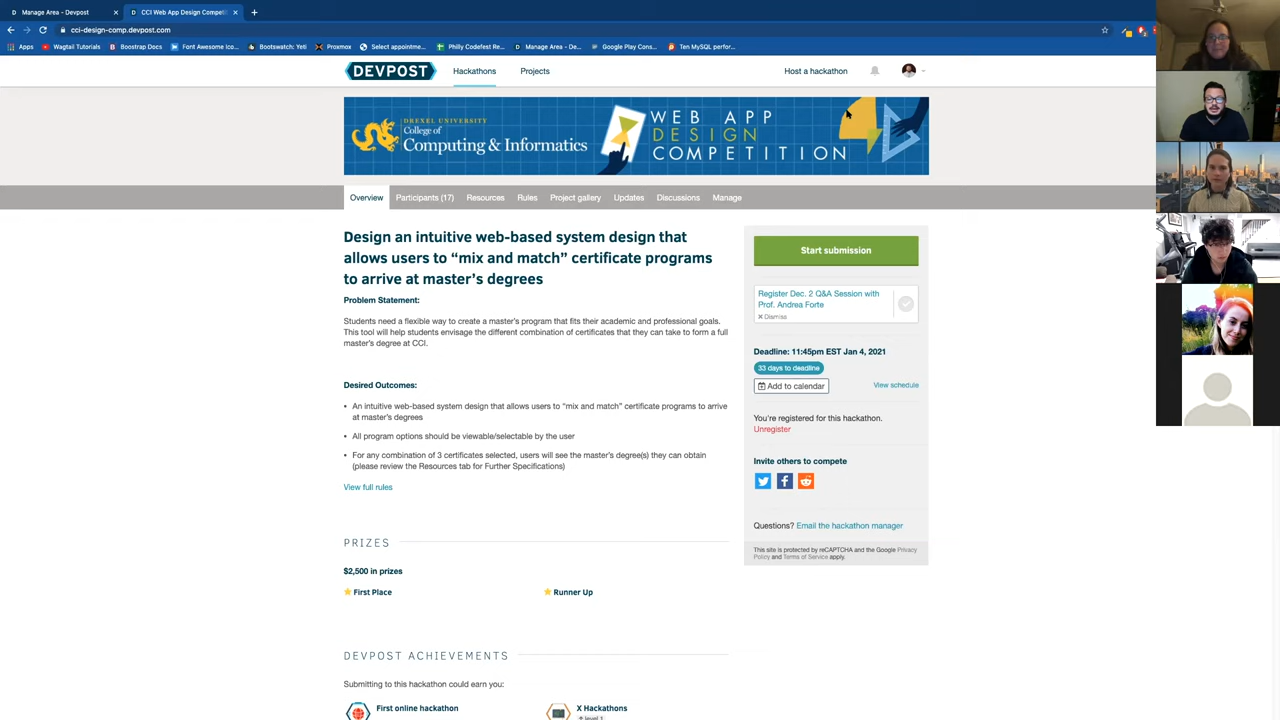 Manage Area - Devpost
CCI Web App Design Competit
cci-design-comp.devpost.com
Apps
Wagtail Tutorials
Boostrap Docs
Font Awesome Ico...
Bootswatch: Yeti
Proxmox
Select appointme...
Philly Codefest Re...
Manage Area - De...
Google Play Cons...
Ten MySQL perfor...
DEVPOST
Hackathons
Projects
Host a hackathon
DREXEL UNIVERSITY
College of
Computing & Informatics
WEB APP
DESIGN
COMPETITION
Overview
Participants (17)
Resources
Rules
Project gallery
Updates
Discussions
Manage
Design an intuitive web-based system design that
allows users to “mix and match” certificate programs
to arrive at master’s degrees
Problem Statement:
Students need a flexible way to create a master’s program that fits their academic and professional goals.
This tool will help students envisage the different combination of certificates that they can take to form a full
master’s degree at CCI.
Desired Outcomes:
• An intuitive web-based system design that allows users to “mix and match” certificate programs to arrive
at master’s degrees
• All program options should be viewable/selectable by the user
• For any combination of 3 certificates selected, users will see the master’s degree(s) they can obtain
(please review the Resources tab for Further Specifications)
View full rules
PRIZES
$2,500 in prizes
First Place
Runner Up
DEVPOST ACHIEVEMENTS
Submitting to this hackathon could earn you:
First online hackathon
X Hackathons
level 1
Start submission
Register Dec. 2 Q&A Session with
Prof. Andrea Forte
Dismiss
Deadline: 11:45pm EST Jan 4, 2021
33 days to deadline
Add to calendar
View schedule
You're registered for this hackathon.
Unregister
Invite others to compete
Questions? Email the hackathon manager
This site is protected by reCAPTCHA and the Google Privacy
Policy and Terms of Service apply.